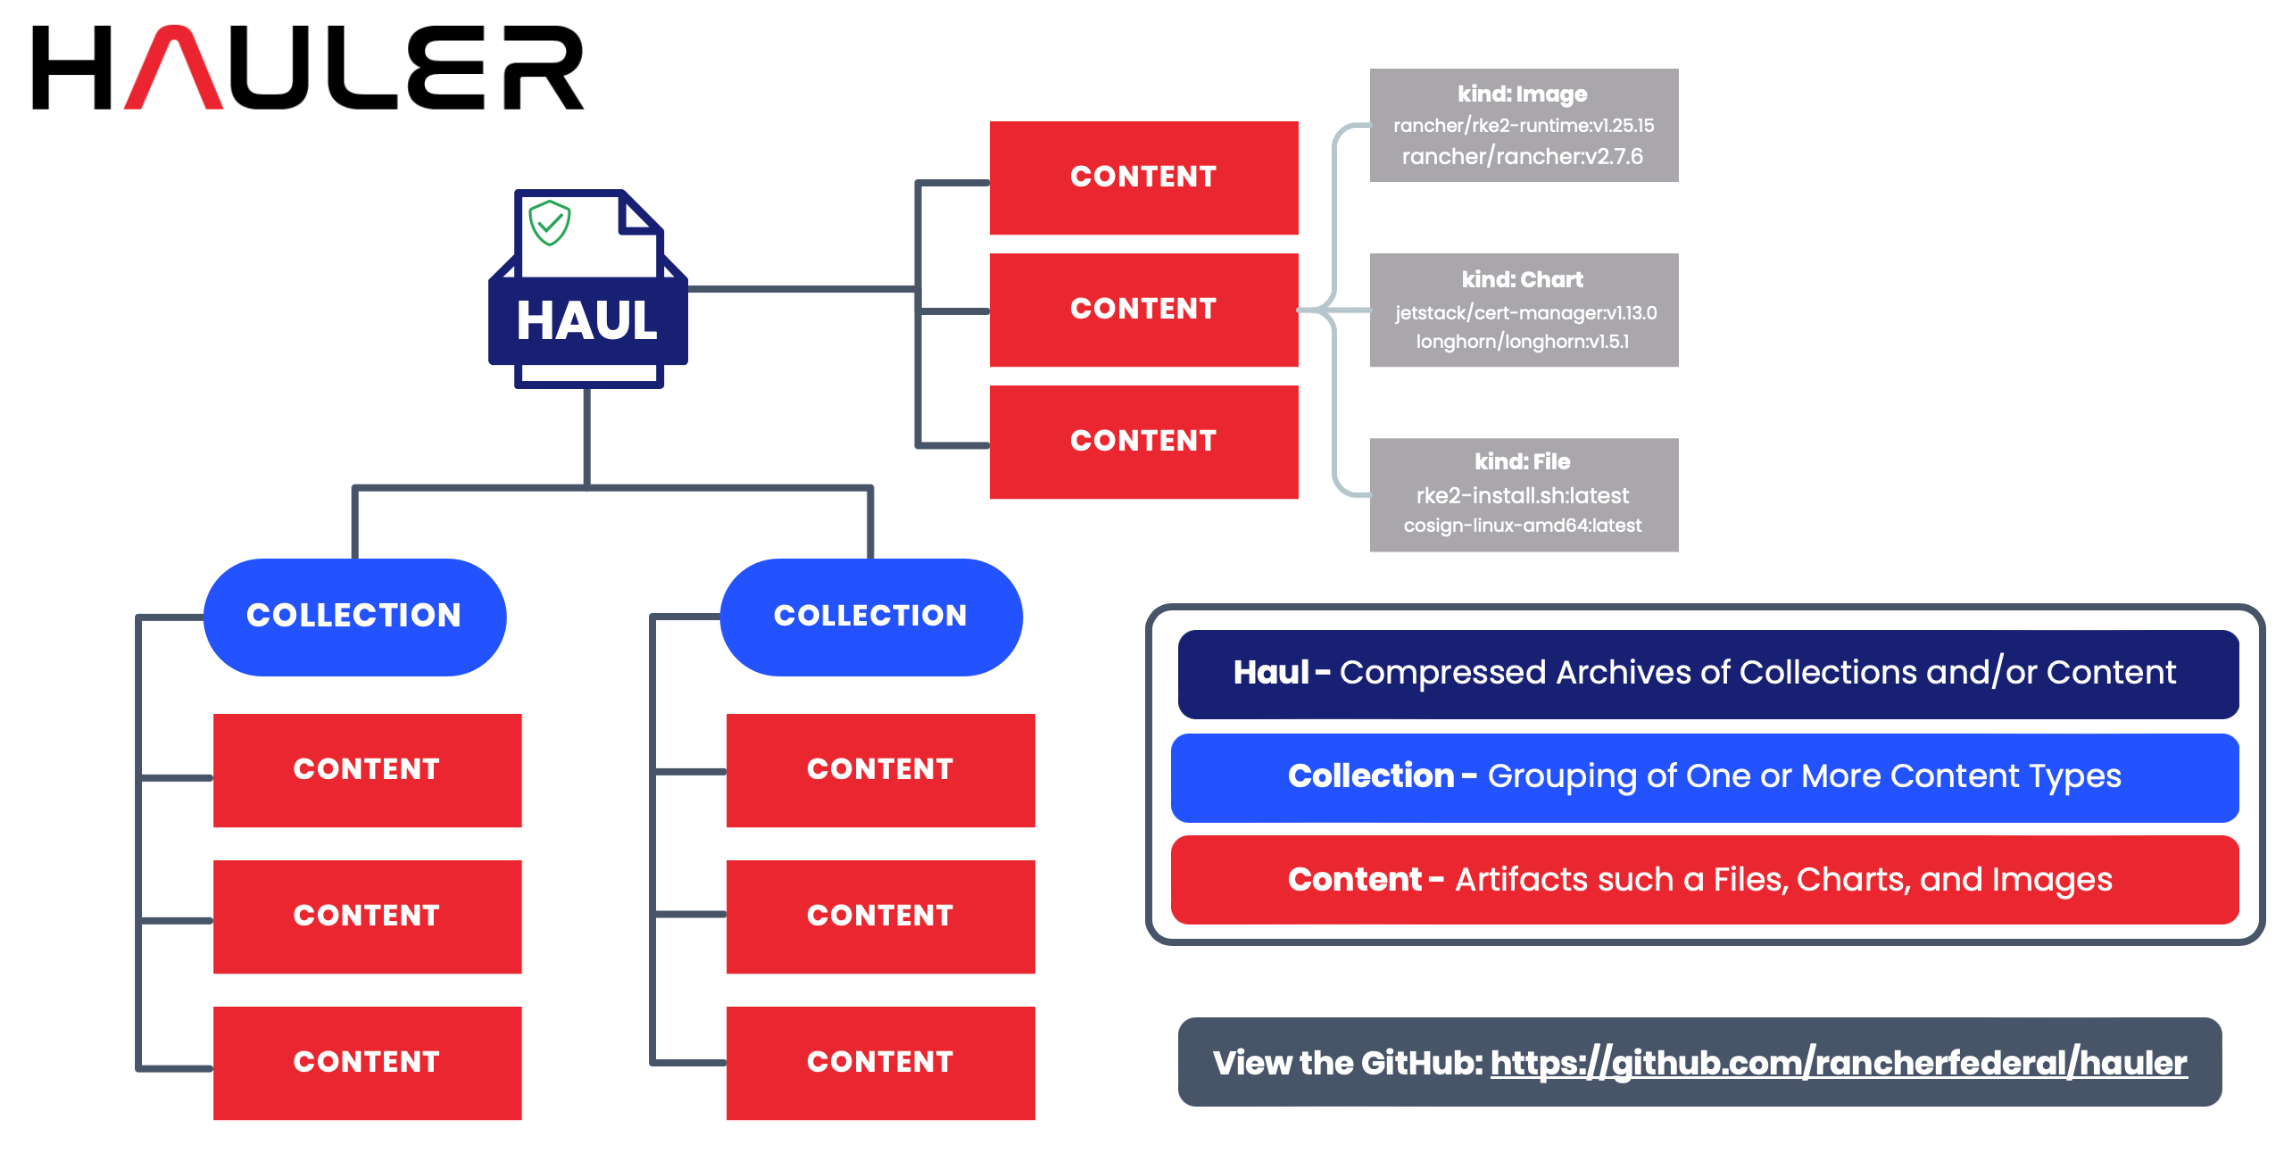 HAULER
HAUL
CONTENT
CONTENT
CONTENT
kind: Image
rancher/rke2-runtime:v1.25.15
rancher/rancher:v2.7.6
kind: Chart
jetstack/cert-manager:v1.13.0
longhorn/longhorn:v1.5.1
kind: File
rke2-install.sh:latest
cosign-linux-amd64:latest
COLLECTION
CONTENT
CONTENT
CONTENT
COLLECTION
CONTENT
CONTENT
CONTENT
Haul - Compressed Archives of Collections and/or Content
Collection - Grouping of One or More Content Types
Content - Artifacts such a Files, Charts, and Images
View the GitHub: https://github.com/rancherfederal/hauler